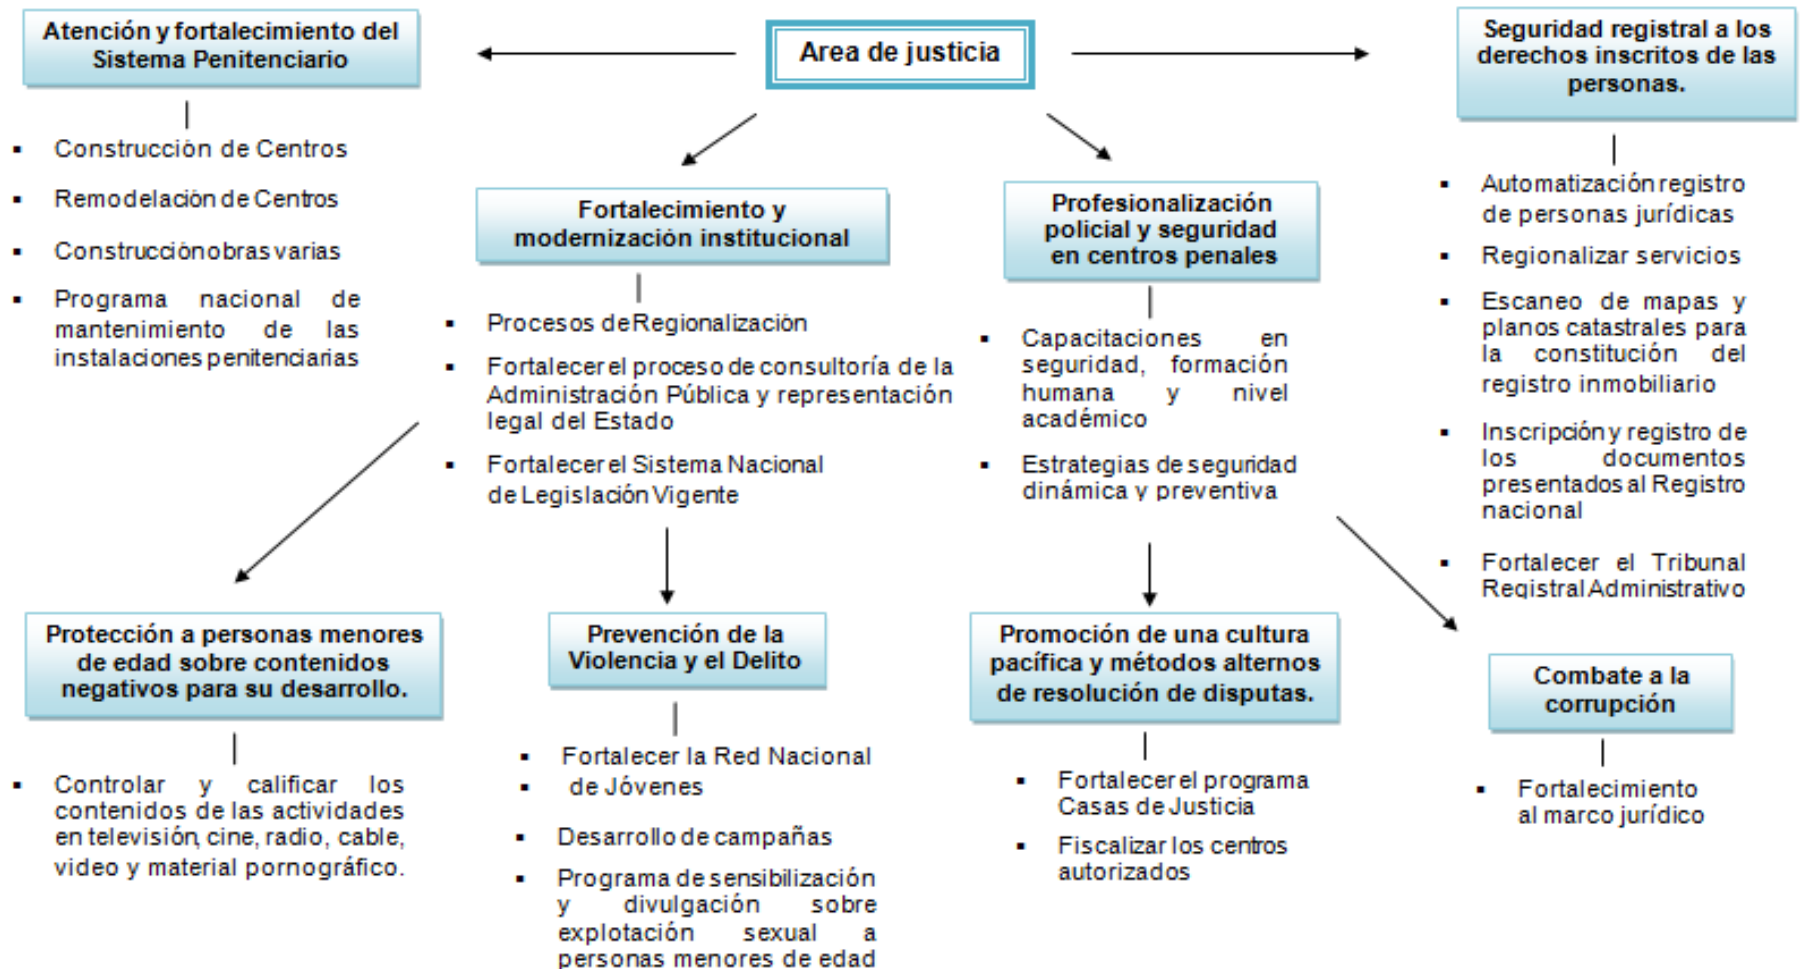 Area de justicia
Atención y fortalecimiento del
Sistema Penitenciario
▪ Construcción de Centros
▪ Remodelación de Centros
▪ Construcción obras varias
▪ Programa nacional de
mantenimiento de las
instalaciones penitenciarias
Fortalecimiento y
modernización institucional
▪ Procesos de Regionalización
▪ Fortalecer el proceso de consultoría de la
Administración Pública y representación
legal del Estado
▪ Fortalecer el Sistema Nacional
de Legislación Vigente
Profesionalización
policial y seguridad
en centros penales
▪ Capacitaciones en
seguridad, formación
humana y nivel
académico
▪ Estrategias de seguridad
dinámica y preventiva
Seguridad registral a los
derechos inscritos de las
personas.
▪ Automatización registro
de personas jurídicas
▪ Regionalizar servicios
▪ Escaneo de mapas y
planos catastrales para
la constitución del
registro inmobiliario
▪ Inscripción y registro de
los documentos
presentados al Registro
nacional
▪ Fortalecer el Tribunal
Registral Administrativo
Protección a personas menores
de edad sobre contenidos
negativos para su desarrollo.
▪ Controlar y calificar los
contenidos de las actividades
en televisión, cine, radio, cable,
video y material pornográfico.
Prevención de la
Violencia y el Delito
▪ Fortalecer la Red Nacional
▪ de Jóvenes
▪ Desarrollo de campañas
▪ Programa de sensibilización
y divulgación sobre
explotación sexual a
personas menores de edad
Promoción de una cultura
pacífica y métodos alternos
de resolución de disputas.
▪ Fortalecer el programa
Casas de Justicia
▪ Fiscalizar los centros
autorizados
Combate a la
corrupción
▪ Fortalecimiento
al marco jurídico